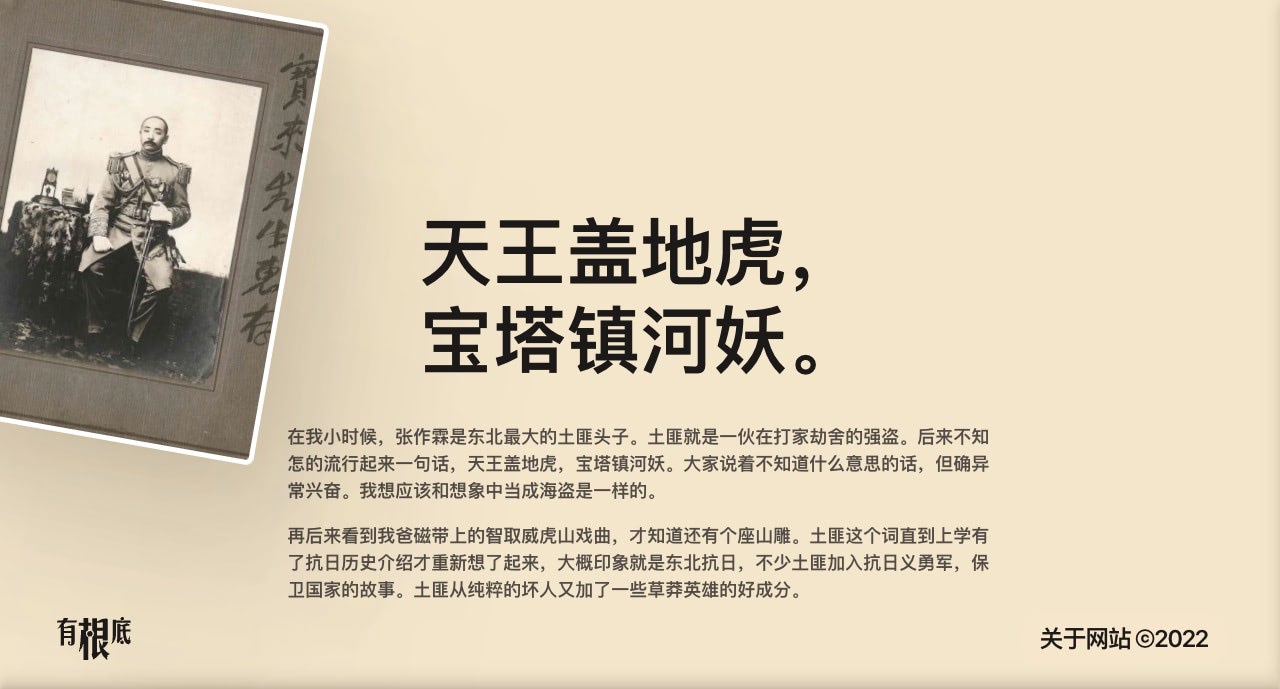 寳來先生惠存
天王盖地虎，
宝塔镇河妖。
在我小时候，张作霖是东北最大的土匪头子。土匪就是一伙在打家劫舍的强盗。后来不知
怎的流行起来一句话，天王盖地虎，宝塔镇河妖。大家说着不知道什么意思的话，但确异
常兴奋。我想应该和想象中当成海盗是一样的。
再后来看到我爸磁带上的智取威虎山戏曲，才知道还有个座山雕。土匪这个词直到上学有
了抗日历史介绍才重新想了起来，大概印象就是东北抗日，不少土匪加入抗日义勇军，保
卫国家的故事。土匪从纯粹的坏人又加了一些草莽英雄的好成分。
有根底
关于网站 ©2022